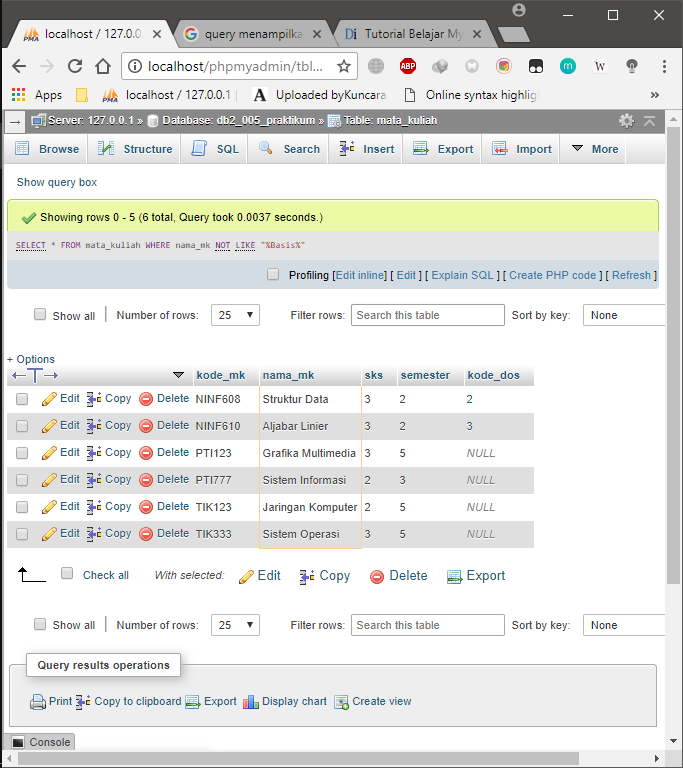 localhost / 127.0.
query menampilka
Tutorial Belajar My
localhost/phpmyadmin/tbl...
Apps localhost / 127.0.0.1 Uploaded byKuncara Online syntax highlig »
Server: 127.0.0.1 » Database: db2_005_praktikum » Table: mata_kuliah
Browse Structure SQL Search Insert Export Import More
Show query box
Showing rows 0 - 5 (6 total, Query took 0.0037 seconds.)
SELECT * FROM mata_kuliah WHERE nama_mk NOT LIKE "%Basis%"
Profiling [Edit inline] [ Edit ] [ Explain SQL ] [ Create PHP code ] [ Refresh ]
Show all Number of rows: 25 Filter rows: Search this table Sort by key: None
+ Options
kode_mk nama_mk sks semester kode_dos
Edit Copy Delete NINF608 Struktur Data 3 2 2
Edit Copy Delete NINF610 Aljabar Linier 3 2 3
Edit Copy Delete PTI123 Grafika Multimedia 3 5 NULL
Edit Copy Delete PTI777 Sistem Informasi 2 3 NULL
Edit Copy Delete TIK123 Jaringan Komputer 2 5 NULL
Edit Copy Delete TIK333 Sistem Operasi 3 5 NULL
Check all With selected: Edit Copy Delete Export
Show all Number of rows: 25 Filter rows: Search this table Sort by key: None
Query results operations
Print Copy to clipboard Export Display chart Create view
Console